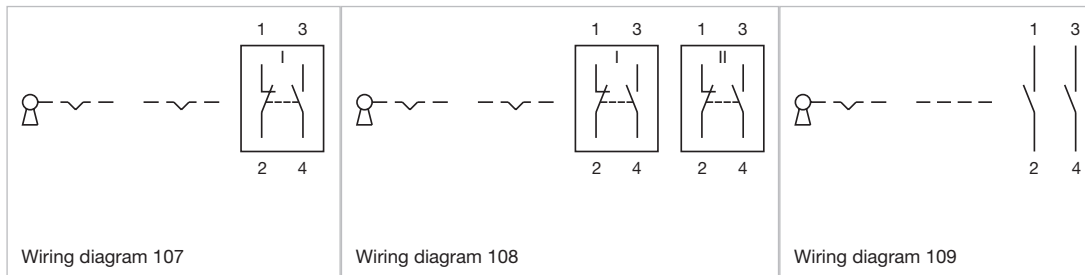 1 3
I
2 4
Wiring diagram 107
1 3 1 3
I II
2 4 2 4
Wiring diagram 108
1 3
2 4
Wiring diagram 109